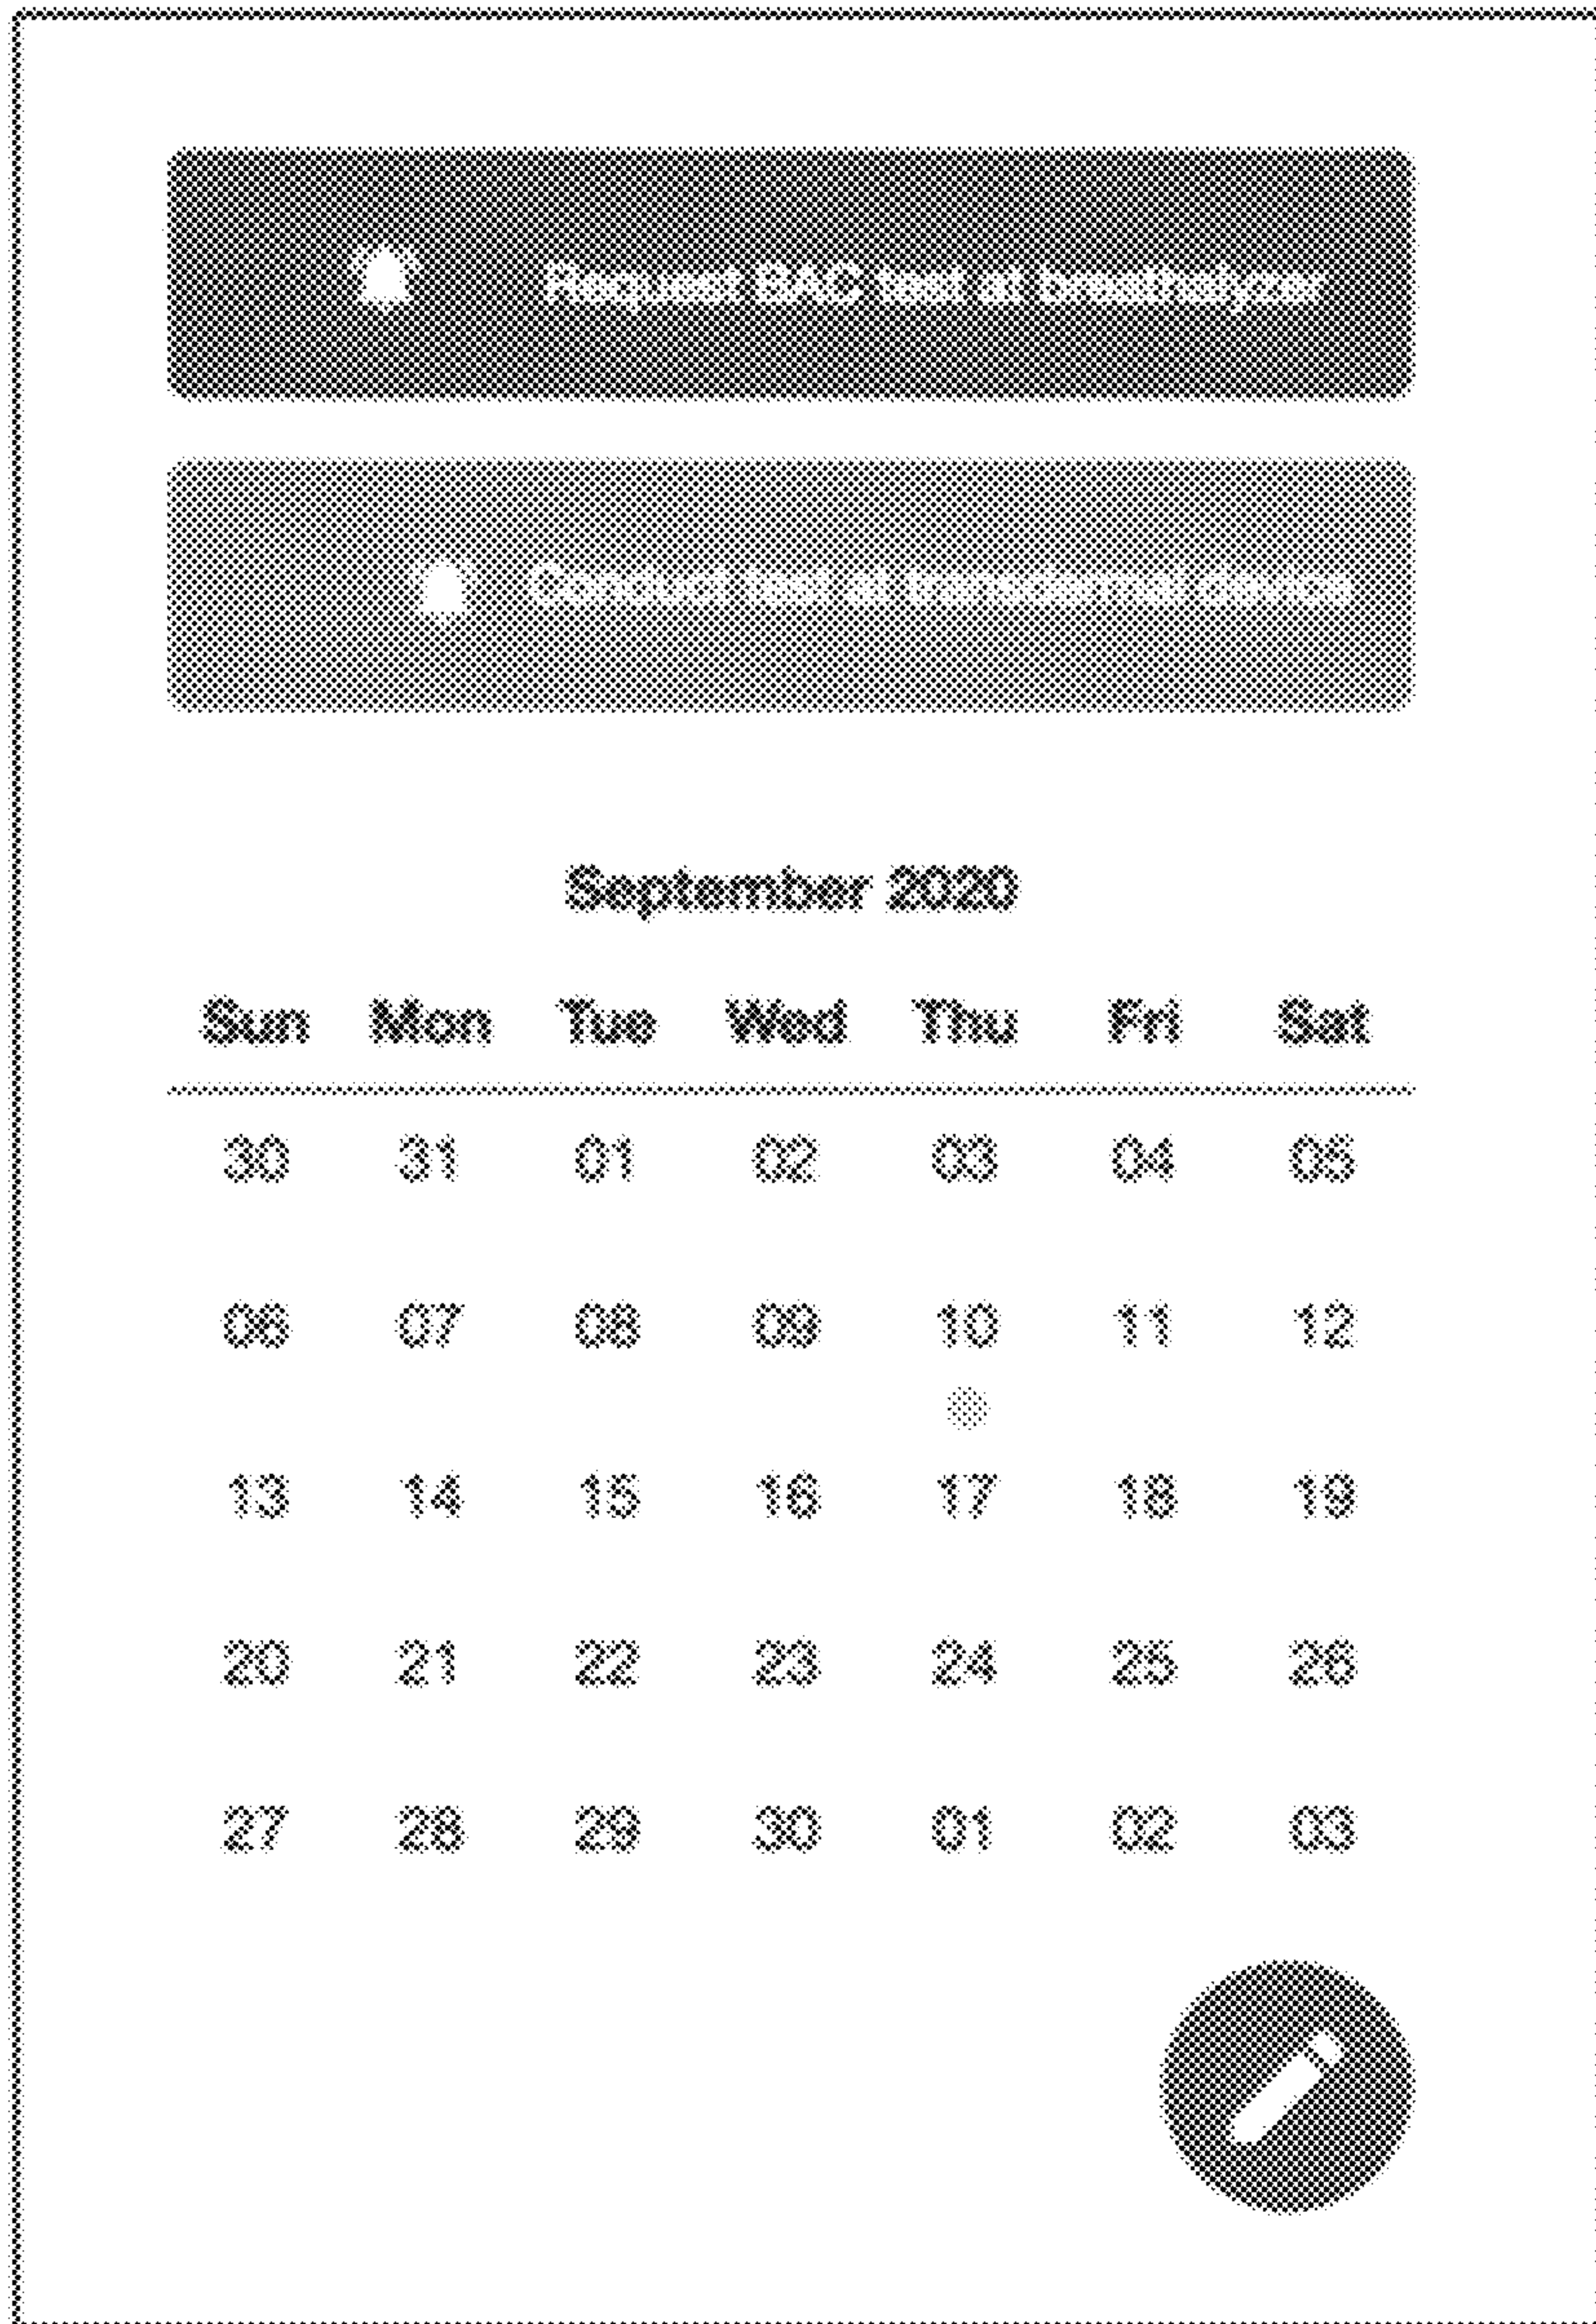 Request BAC test at breathalyzer
Conduct test at transdermal device
September 2020
Sun Mon Tue Wed Thu Fri Sat
30 31 01 02 03 04 05
06 07 08 09 10 11 12
13 14 15 16 17 18 19
20 21 22 23 24 25 26
27 28 29 30 01 02 03